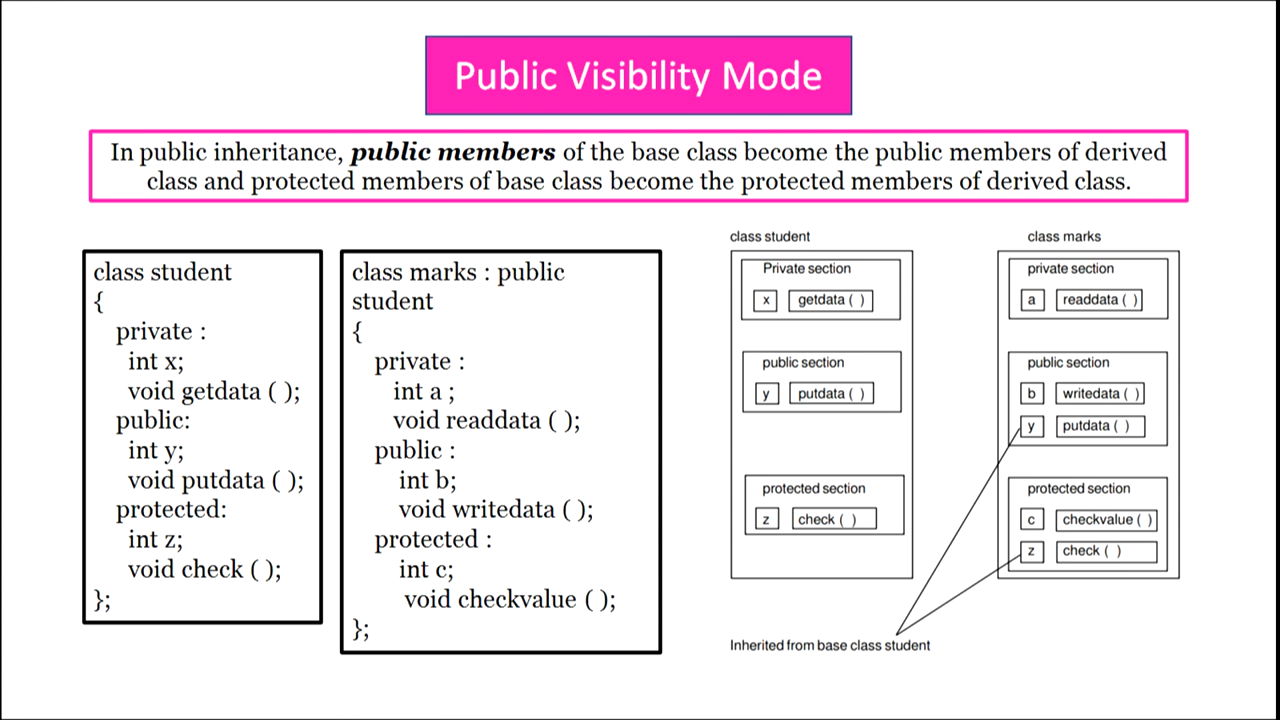 Public Visibility Mode
In public inheritance, public members of the base class become the public members of derived
class and protected members of base class become the protected members of derived class.
class student
{
private :
int x;
void getdata ( );
public:
int y;
void putdata ( );
protected:
int z;
void check ( );
};
class marks : public
student
{
private :
int a ;
void readdata ( );
public :
int b;
void writedata ( );
protected :
int c;
void checkvalue ( );
};
class student
Private section
x getdata ( )
public section
y putdata ( )
protected section
z check ( )
class marks
private section
a readdata ( )
public section
b writedata ( )
y putdata ( )
protected section
c checkvalue ( )
z check ( )
Inherited from base class student